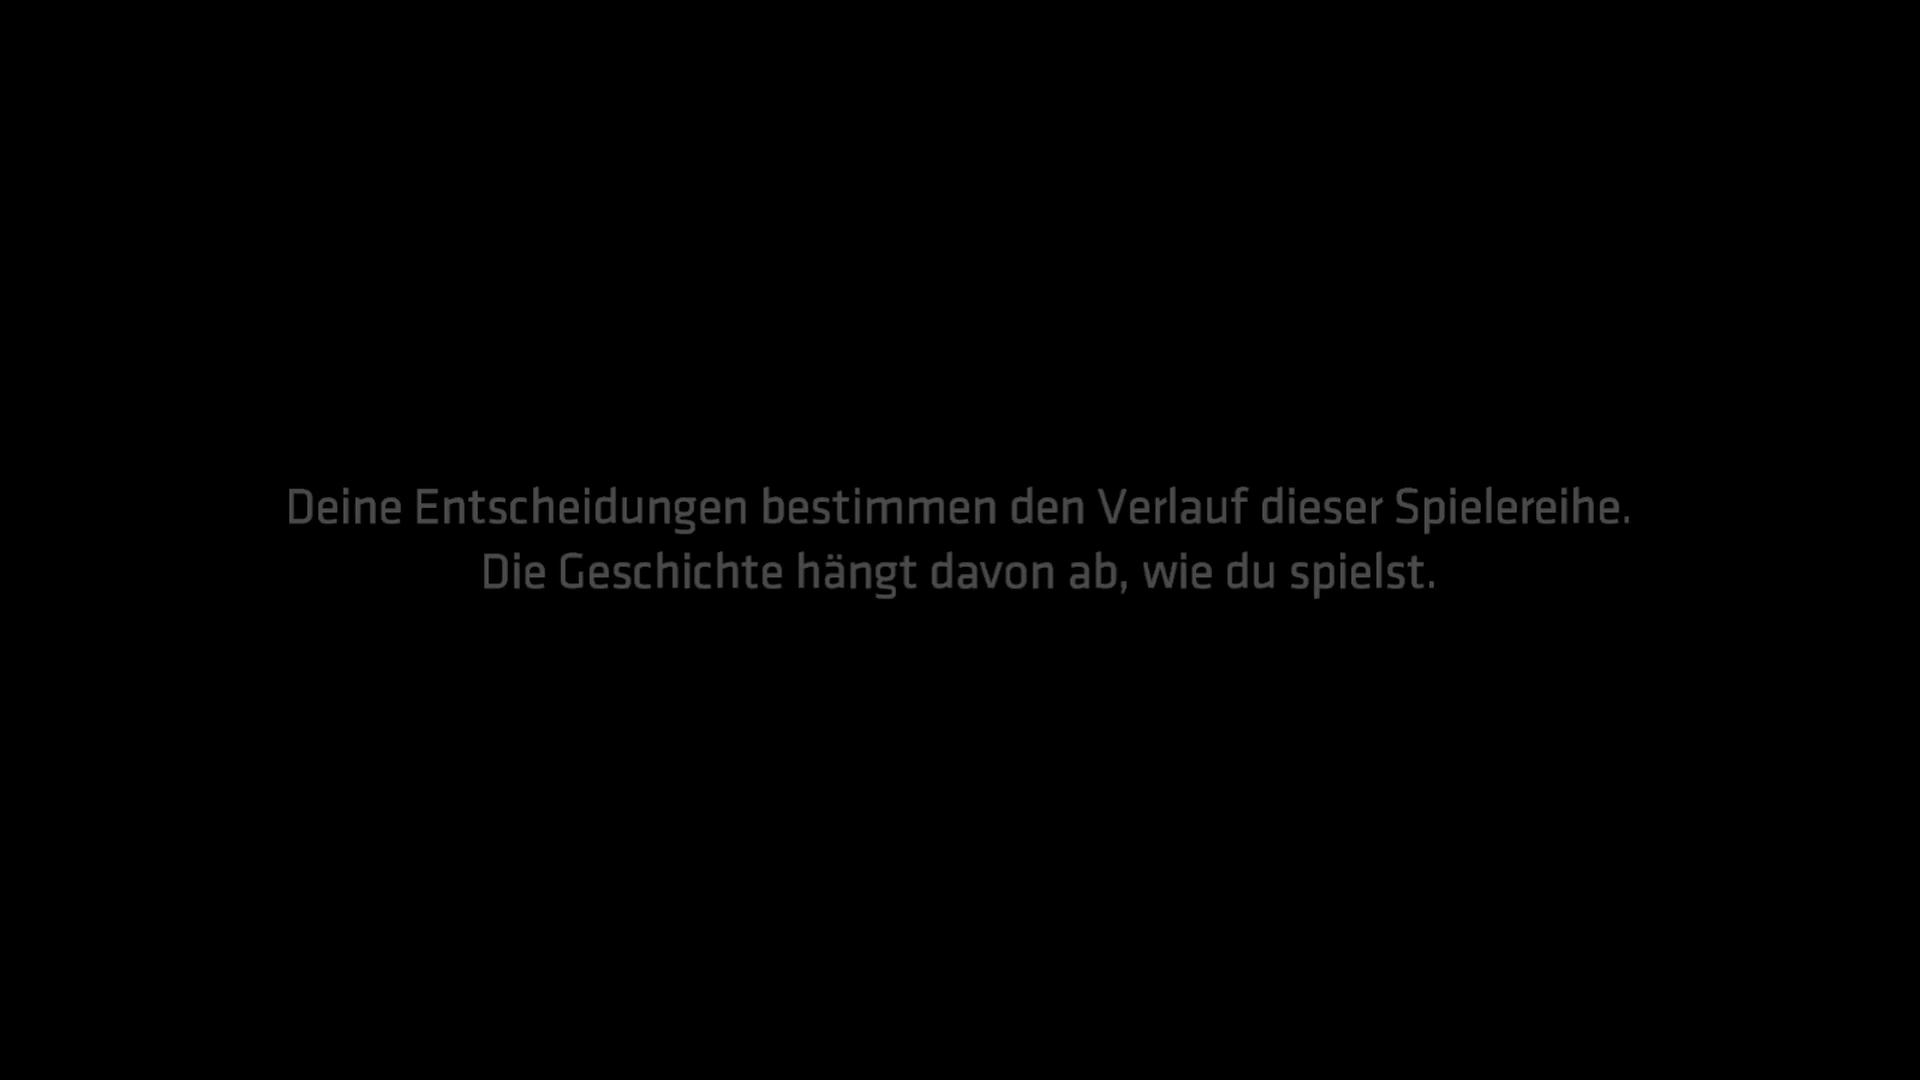 Deine Entscheidungen bestimmen den Verlauf dieser Spielereihe.
Die Geschichte hängt davon ab, wie du spielst.